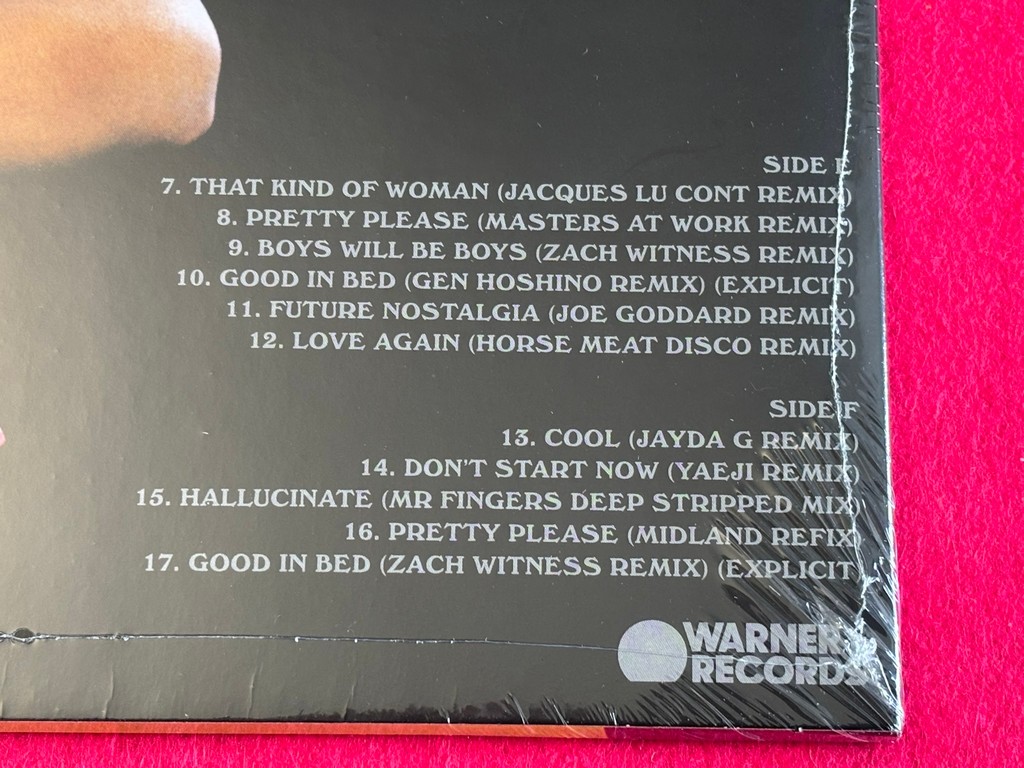 SIDE E
7. THAT KIND OF WOMAN (JACQUES LU CONT REMIX)
8. PRETTY PLEASE (MASTERS AT WORK REMIX)
9. BOYS WILL BE BOYS (ZACH WITNESS REMIX)
10. GOOD IN BED (GEN HOSHINO REMIX) (EXPLICIT)
11. FUTURE NOSTALGIA (JOE GODDARD REMIX)
12. LOVE AGAIN (HORSE MEAT DISCO REMIX)
SIDE F
13. COOL (JAYDA G REMIX)
14. DON'T START NOW (YAEJI REMIX)
15. HALLUCINATE (MR FINGERS DEEP STRIPPED MIX)
16. PRETTY PLEASE (MIDLAND REFIX)
17. GOOD IN BED (ZACH WITNESS REMIX) (EXPLICIT)
WARNER
RECORDS